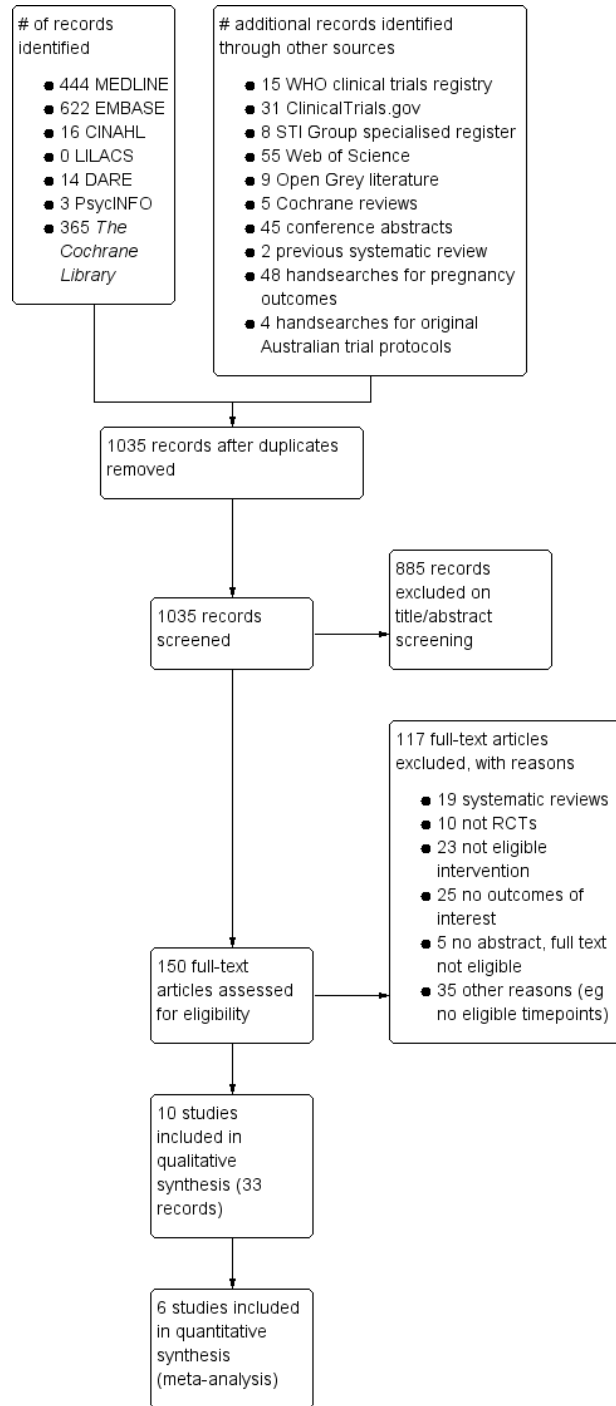 # of records
identified
● 444 MEDLINE
● 622 EMBASE
● 16 CINAHL
● 0 LILACS
● 14 DARE
● 3 PsycINFO
● 365 The
Cochrane
Library
# additional records identified
through other sources
● 15 WHO clinical trials registry
● 31 ClinicalTrials.gov
● 8 STI Group specialised register
● 55 Web of Science
● 9 Open Grey literature
● 5 Cochrane reviews
● 45 conference abstracts
● 2 previous systematic review
● 48 handsearches for pregnancy
outcomes
● 4 handsearches for original
Australian trial protocols
1035 records after duplicates
removed
1035 records
screened
885 records
excluded on
title/abstract
screening
117 full-text articles
excluded, with reasons
● 19 systematic reviews
● 10 not RCTs
● 23 not eligible
intervention
● 25 no outcomes of
interest
● 5 no abstract, full text
not eligible
● 35 other reasons (eg
no eligible timepoints)
150 full-text
articles assessed
for eligibility
10 studies
included in
qualitative
synthesis (33
records)
6 studies included
in quantitative
synthesis
(meta-analysis)